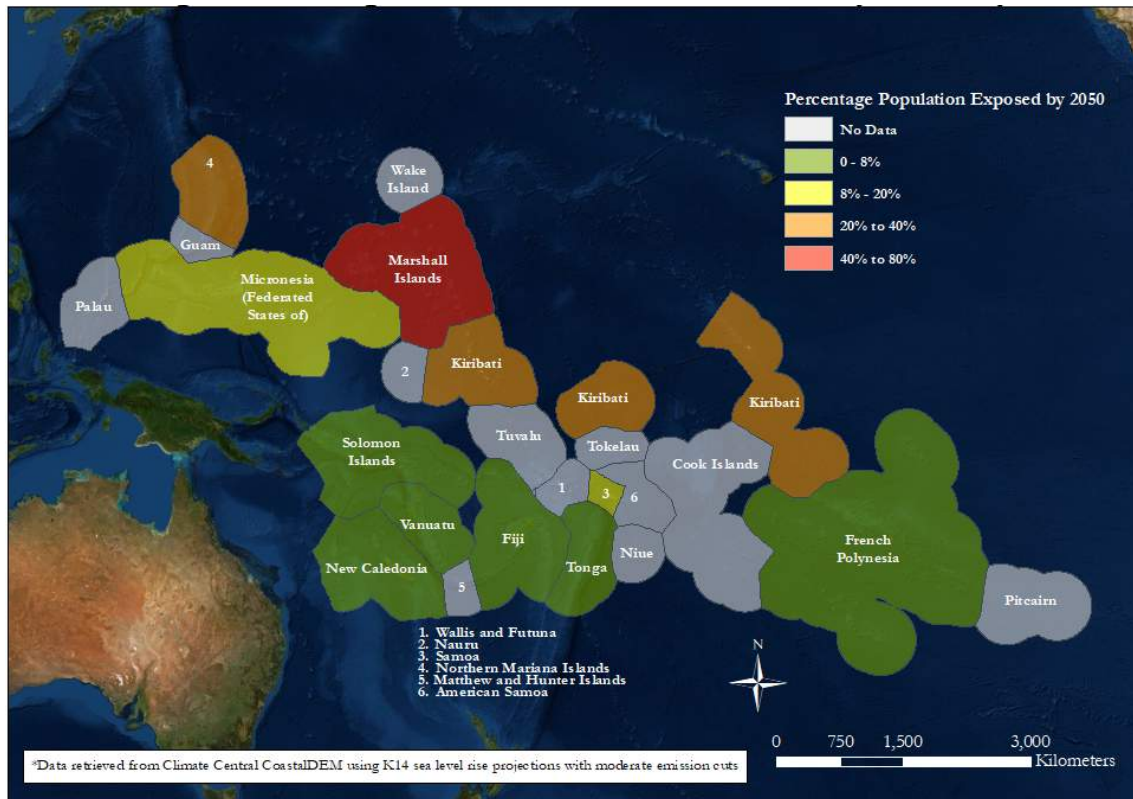 Percentage Population Exposed by 2050
No Data
0 - 8%
8% - 20%
20% to 40%
40% to 80%
4
Wake
Island
Guam
Marshall
Islands
Micronesia
(Federated
States of)
Palau
2
Kiribati
Kiribati
Kiribati
Tuvalu
Tokelau
Solomon
Islands
Cook Islands
1
3
6
Vanuatu
Fiji
French
Polynesia
New Caledonia
Tonga
Niue
5
Pitcairn
1. Wallis and Futuna
2. Nauru
3. Samoa
4. Northern Mariana Islands
5. Matthew and Hunter Islands
6. American Samoa
N
0 750 1,500 3,000
Kilometers
*Data retrieved from Climate Central CoastalDEM using K14 sea level rise projections with moderate emission cuts